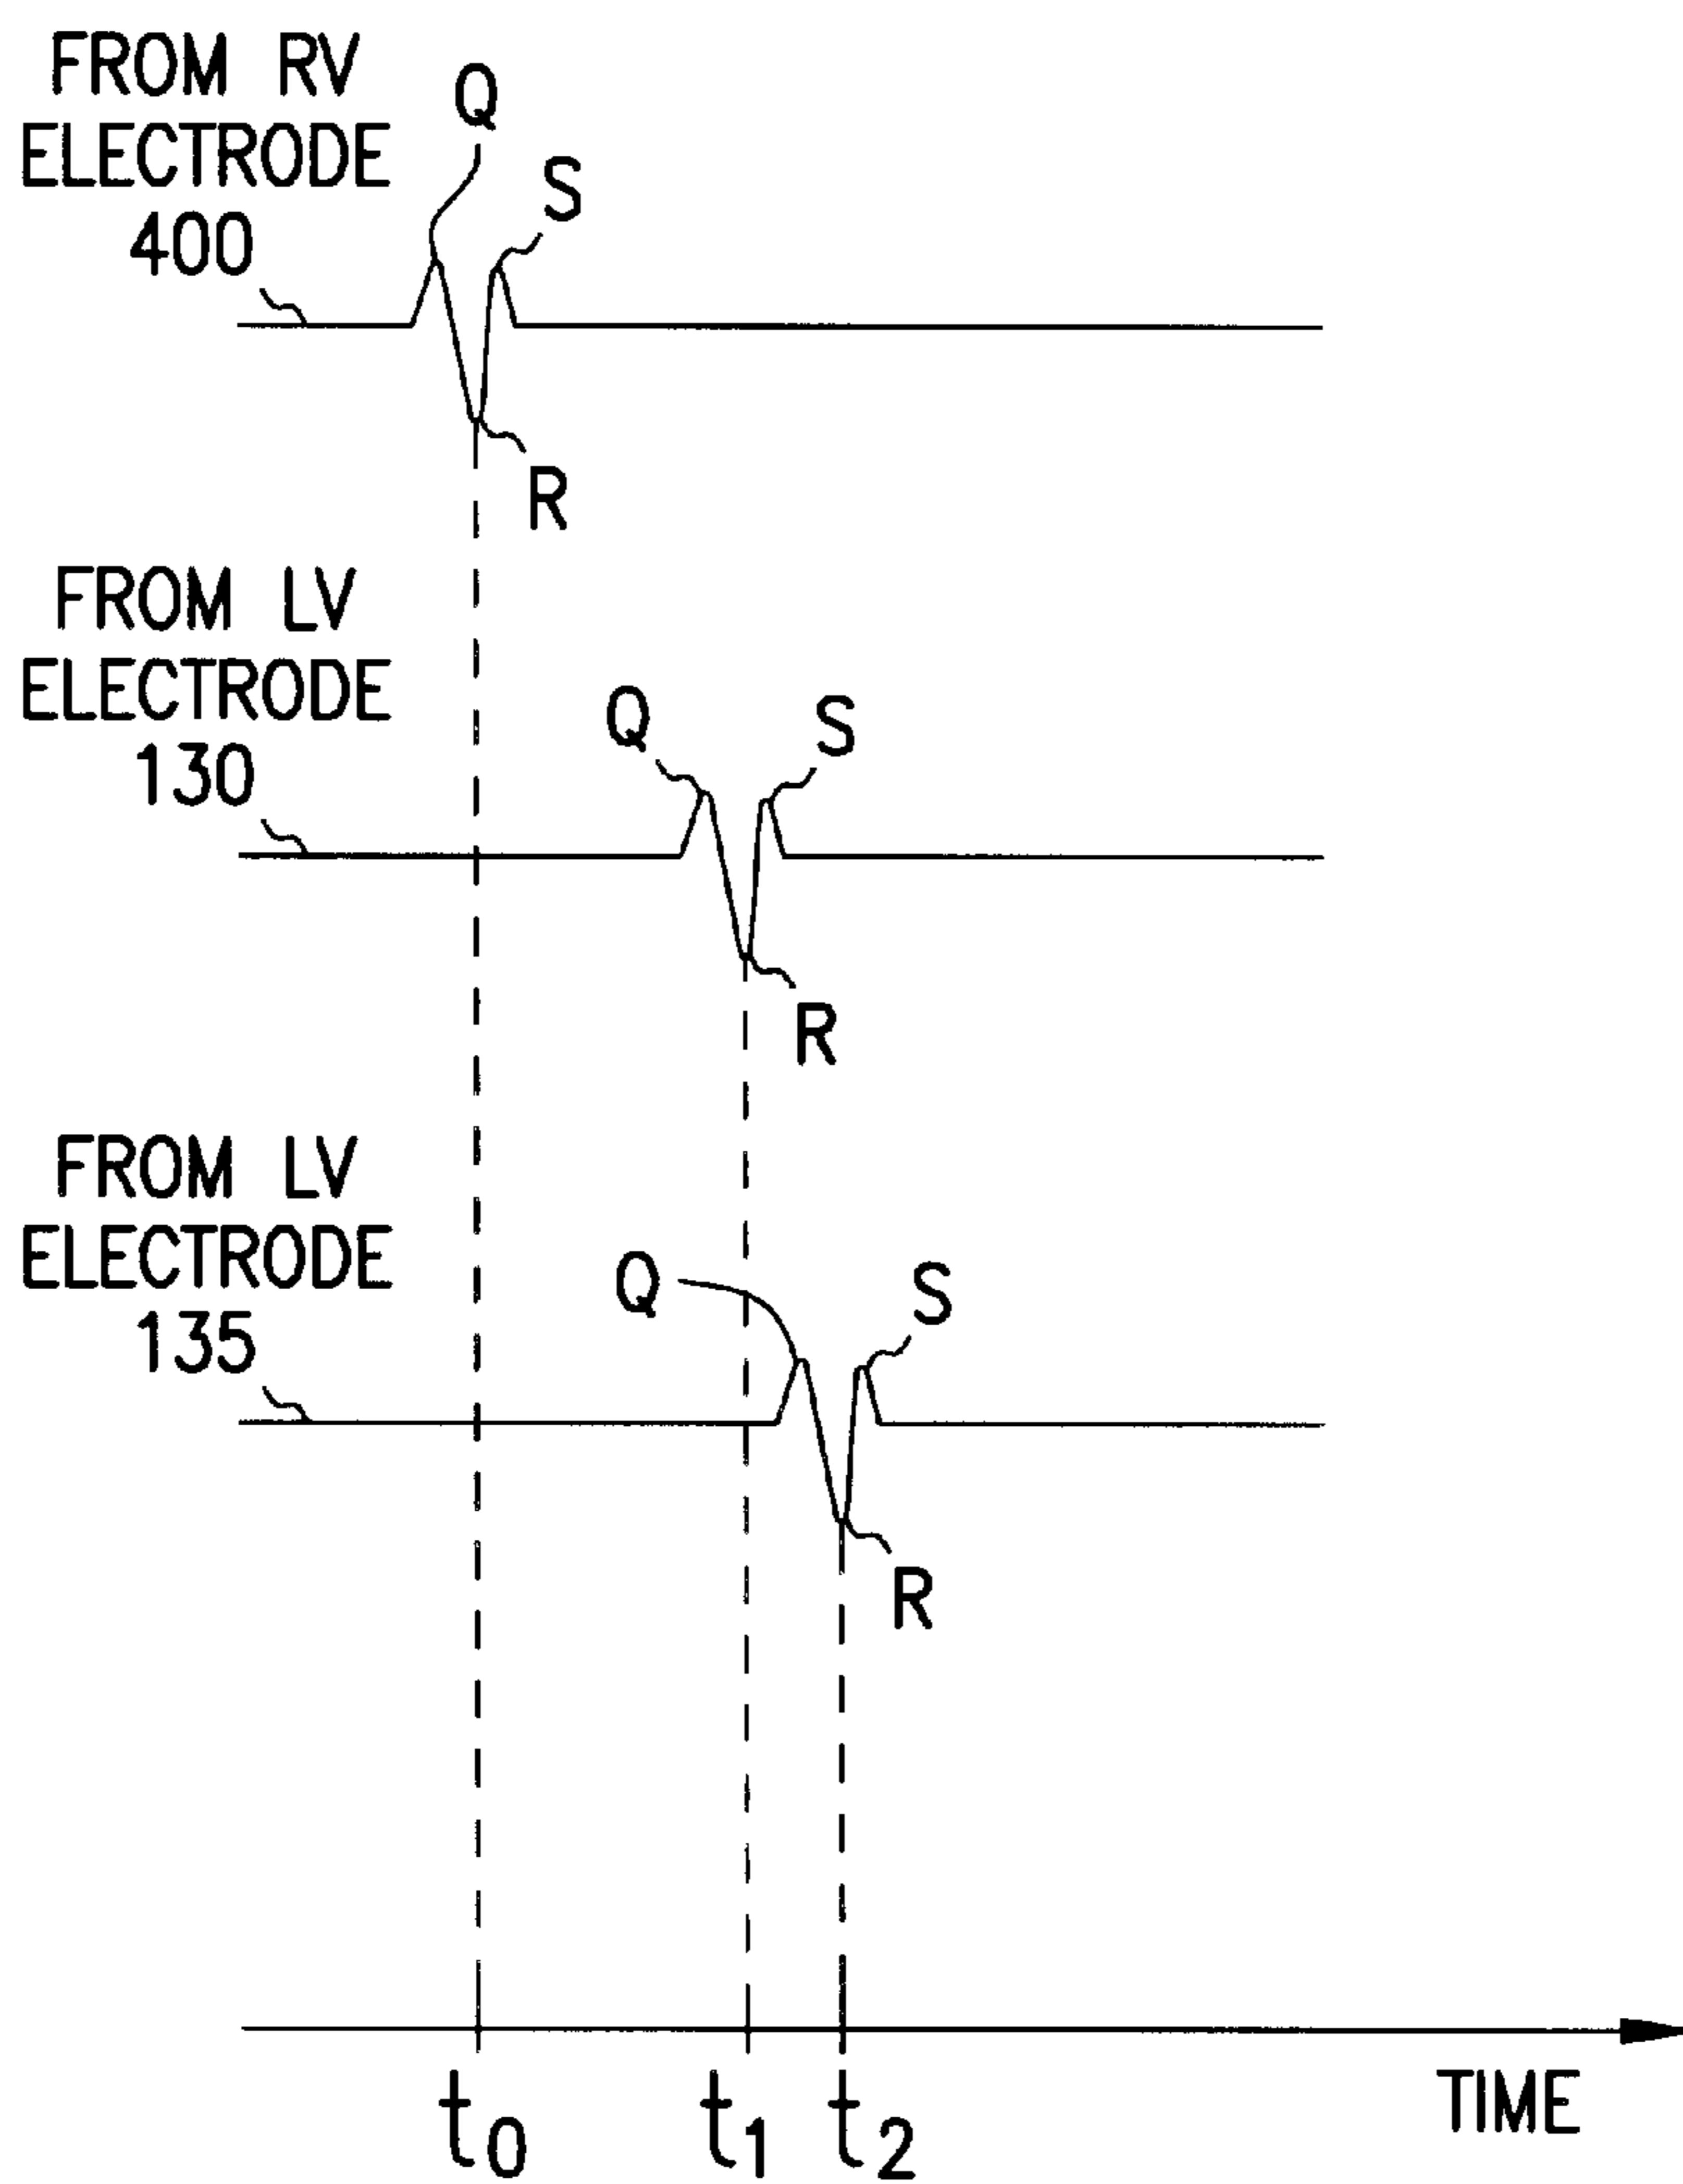 FROM RV
ELECTRODE
400
Q
S
R
FROM LV
ELECTRODE
130
Q
S
R
FROM LV
ELECTRODE
135
Q
S
R
t0
t1
t2
TIME